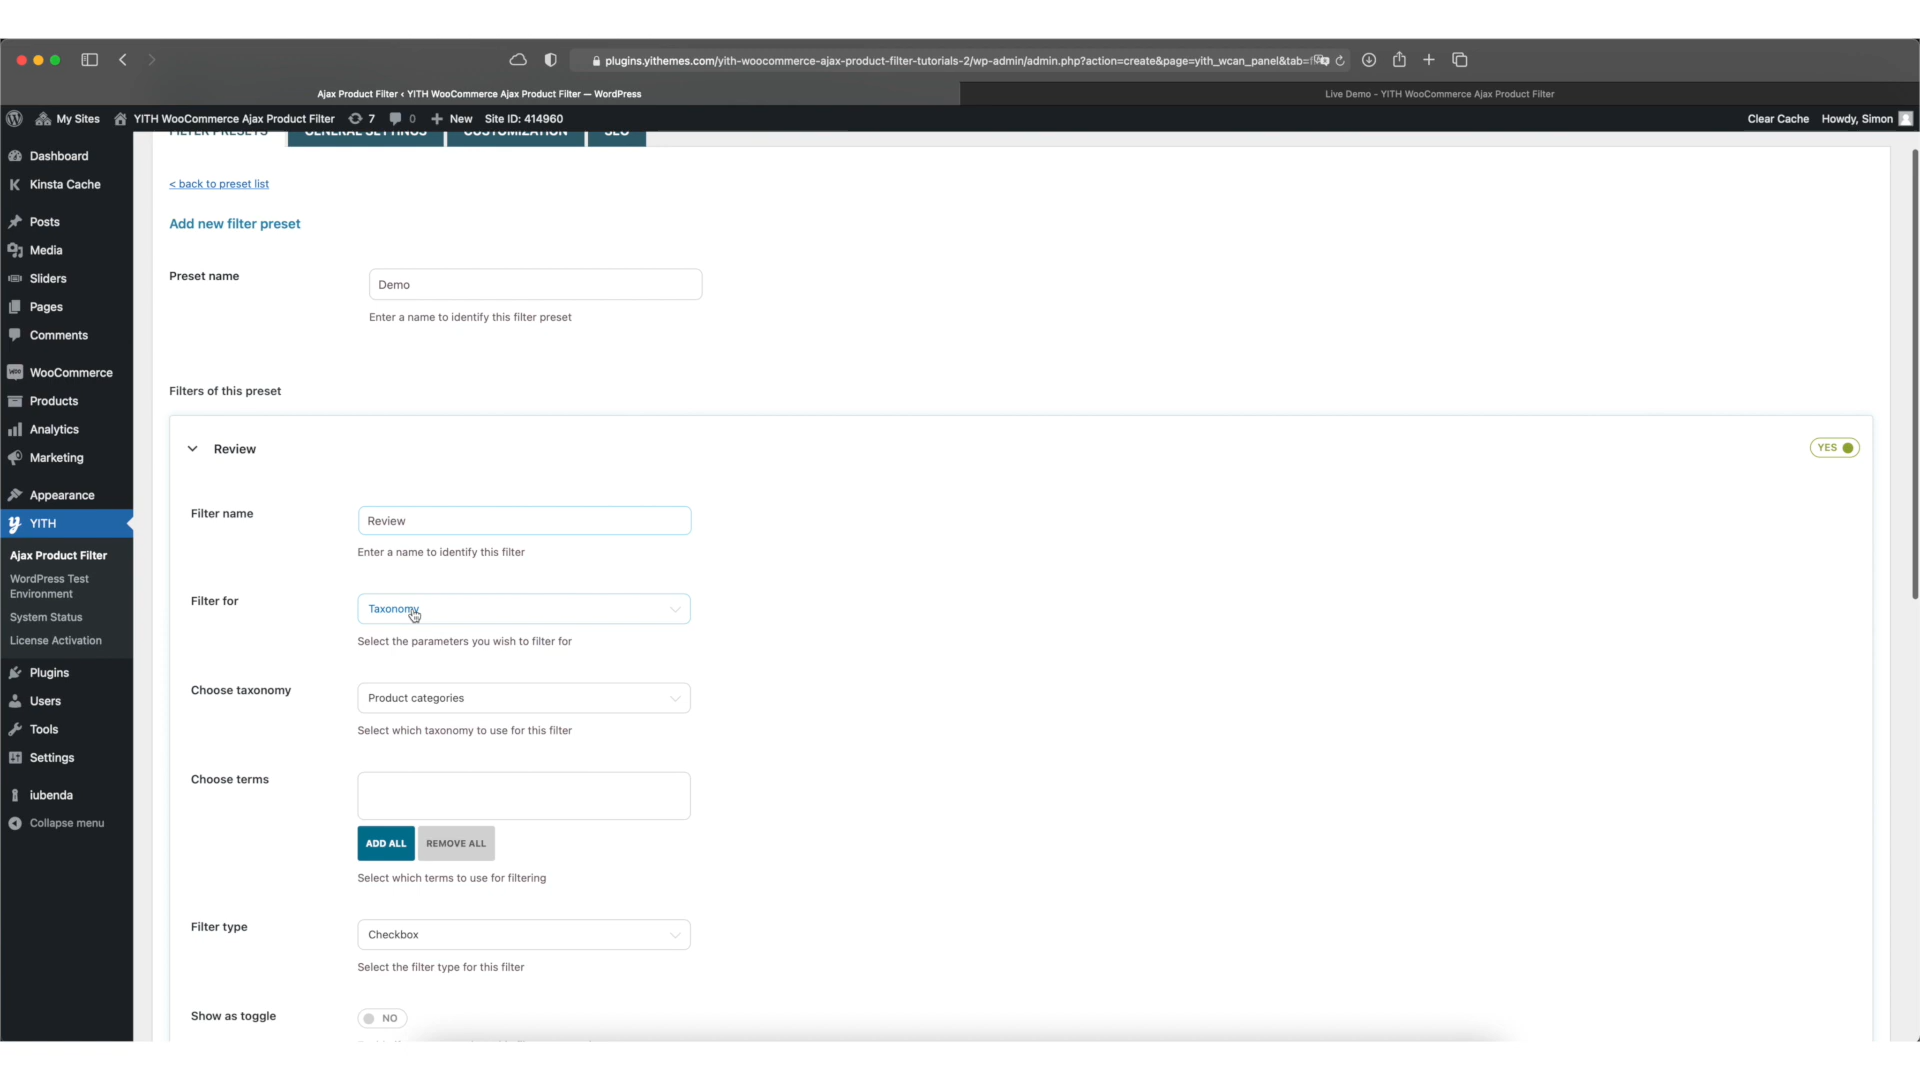 plugins.yithemes.com/yith-woocommerce-ajax-product-filter-tutorials-2/wp-admin/admin.php?action=create&page=yith_wcan_panel&tab=
Ajax Product Filter ‹ YITH WooCommerce Ajax Product Filter — WordPress
Live Demo - YITH WooCommerce Ajax Product Filter
My Sites
YITH WooCommerce Ajax Product Filter
7
0
New
Site ID: 414960
Clear Cache
Howdy, Simon
FILTER PRESETS
GENERAL SETTINGS
CUSTOMIZATION
SEO
Dashboard
Kinsta Cache
Posts
Media
Sliders
Pages
Comments
WooCommerce
Products
Analytics
Marketing
Appearance
YITH
Ajax Product Filter
WordPress Test
Environment
System Status
License Activation
Plugins
Users
Tools
Settings
iubenda
Collapse menu
< back to preset list
Add new filter preset
Preset name
Demo
Enter a name to identify this filter preset
Filters of this preset
Review
YES
Filter name
Review
Enter a name to identify this filter
Filter for
Taxonomy
Select the parameters you wish to filter for
Choose taxonomy
Product categories
Select which taxonomy to use for this filter
Choose terms
ADD ALL
REMOVE ALL
Select which terms to use for filtering
Filter type
Checkbox
Select the filter type for this filter
Show as toggle
NO